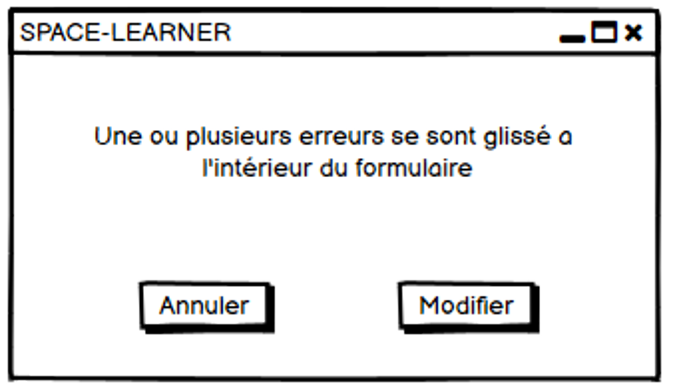 SPACE-LEARNER
Une ou plusieurs erreurs se sont glissé a
l'intérieur du formulaire
Annuler
Modifier